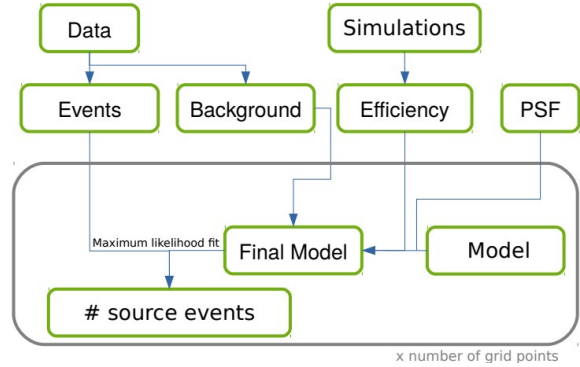 Data
Simulations
Events
Background
Efficiency
PSF
Maximum likelihood fit
Final Model
Model
# source events
x number of grid points